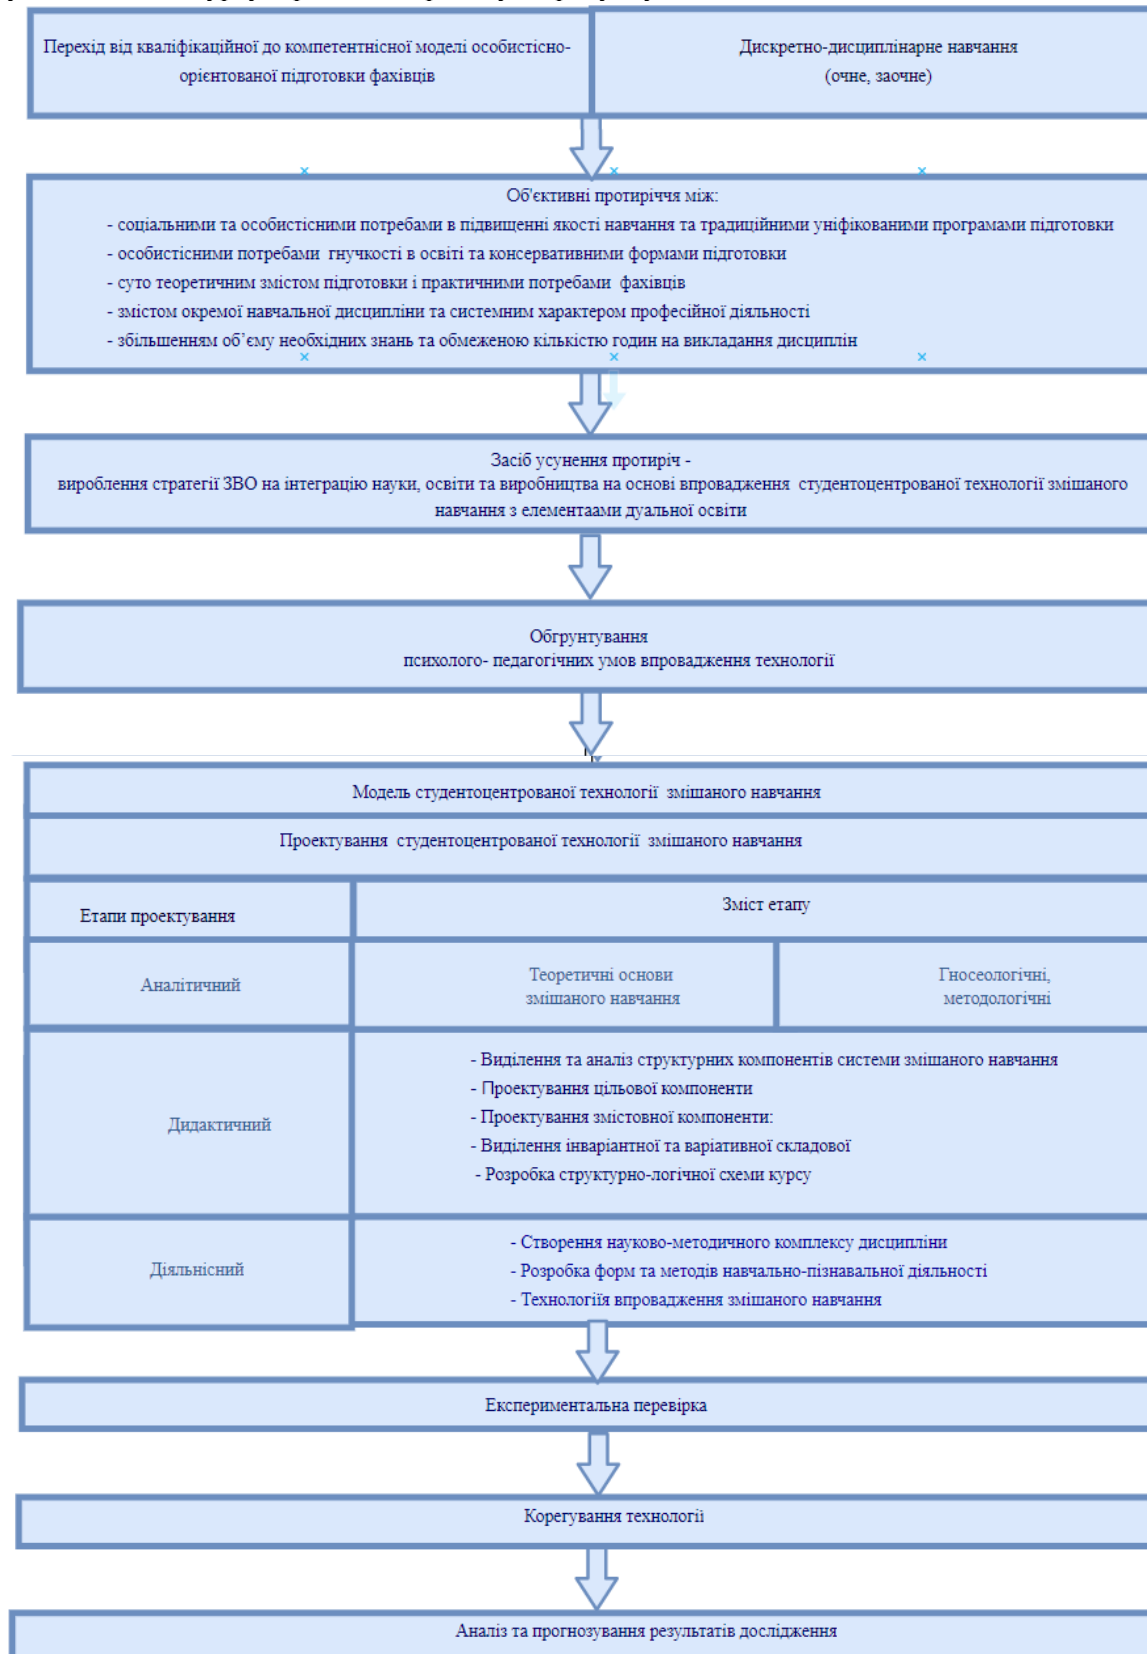 Перехід від кваліфікаційної до компетентнісної моделі особистісно-
орієнтованої підготовки фахівців
Дискретно-дисциплінарне навчання
(очне, заочне)
Об'єктивні протиріччя між:
- соціальними та особистісними потребами в підвищенні якості навчання та традиційними уніфікованими програмами підготовки
- особистісними потребами гнучкості в освіті та консервативними формами підготовки
- суто теоретичним змістом підготовки і практичними потребами фахівців
- змістом окремої навчальної дисципліни та системним характером професійної діяльності
- збільшенням об’єму необхідних знань та обмеженою кількістю годин на викладання дисциплін
Засіб усунення протиріч -
вироблення стратегії ЗВО на інтеграцію науки, освіти та виробництва на основі впровадження студентоцентрованої технології змішаного
навчання з елементаами дуальної освіти
Обгрунтування
психолого- педагогічних умов впровадження технології
Модель студентоцентрованої технології змішаного навчання
Проектування студентоцентрованої технології змішаного навчання
Етапи проектування
Зміст етапу
Аналітичний
Теоретичні основи
змішаного навчання
Гносеологічні,
методологічні
Дидактичний
- Виділення та аналіз структурних компонентів системи змішаного навчання
- Проектування цільової компоненти
- Проектування змістовної компоненти:
- Виділення інваріантної та варіативної складової
- Розробка структурно-логічної схеми курсу
Діяльнісний
- Створення науково-методичного комплексу дисципліни
- Розробка форм та методів навчально-пізнавальної діяльності
- Технологіїя впровадження змішаного навчання
Експериментальна перевірка
Корегування технології
Аналіз та прогнозування результатів дослідження